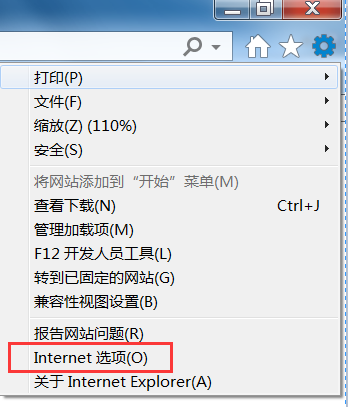 打印(P)
文件(F)
缩放(Z) (110%)
安全(S)
将网站添加到“开始”菜单(M)
查看下载(N) Ctrl+J
管理加载项(M)
F12 开发人员工具(L)
转到已固定的网站(G)
兼容性视图设置(B)
报告网站问题(R)
Internet 选项(O)
关于 Internet Explorer(A)